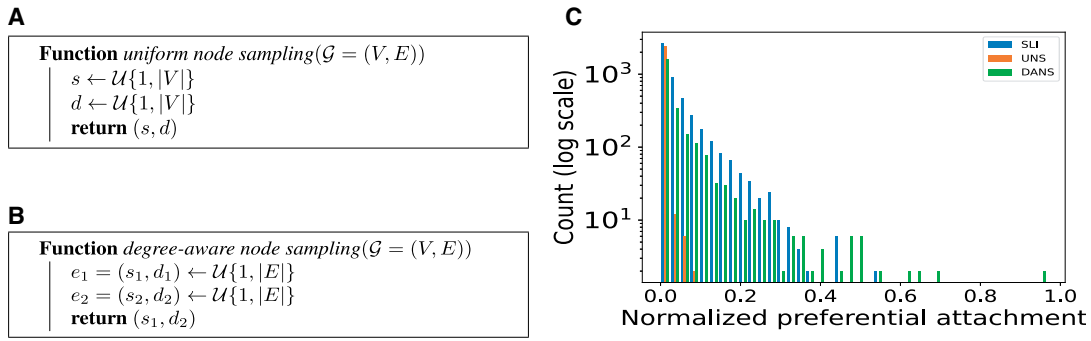 A
Function uniform node sampling(𝒢 = (V, E))
s ← 𝒰{1, |V|}
d ← 𝒰{1, |V|}
return (s, d)
B
Function degree-aware node sampling(𝒢 = (V, E))
e₁ = (s₁, d₁) ← 𝒰{1, |E|}
e₂ = (s₂, d₂) ← 𝒰{1, |E|}
return (s₁, d₂)
C
SLI
UNS
DANS
10³
10²
10¹
Count (log scale)
0.0 0.2 0.4 0.6 0.8 1.0
Normalized preferential attachment